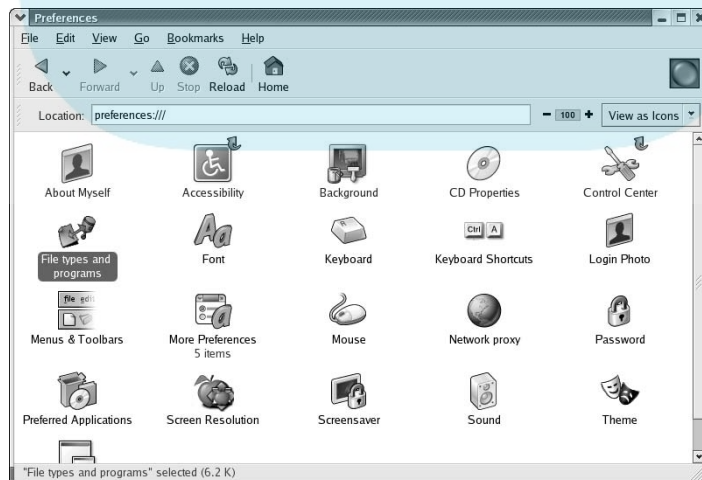 Preferences
File Edit View Go Bookmarks Help
Back Forward Up Stop Reload Home
Location: preferences:/// 100 View as Icons
About Myself Accessibility Background CD Properties Control Center
Ctrl A
File types and programs Font Keyboard Keyboard Shortcuts Login Photo
file edi
Menus & Toolbars More Preferences Mouse Network proxy Password
5 items
Preferred Applications Screen Resolution Screensaver Sound Theme
"File types and programs" selected (6.2 K)